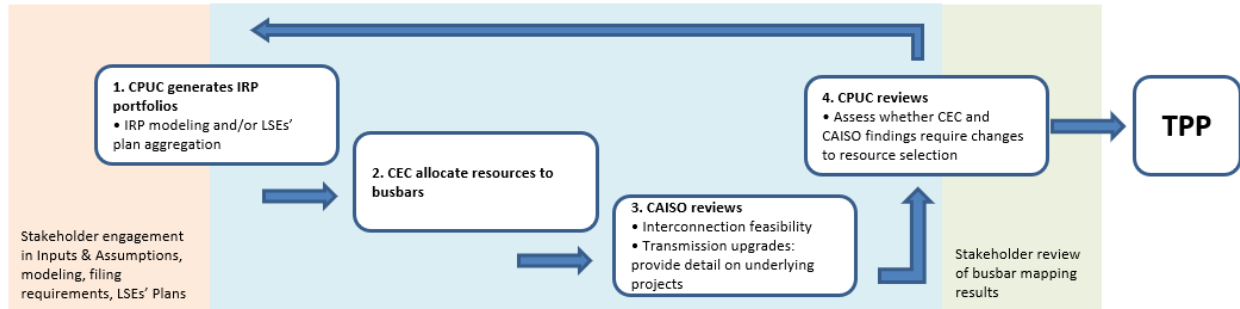 1. CPUC generates IRP
portfolios
• IRP modeling and/or LSEs'
plan aggregation
2. CEC allocate resources to
busbars
3. CAISO reviews
• Interconnection feasibility
• Transmission upgrades:
provide detail on underlying
projects
4. CPUC reviews
• Assess whether CEC and
CAISO findings require changes
to resource selection
TPP
Stakeholder engagement
in Inputs & Assumptions,
modeling, filing
requirements, LSEs' Plans
Stakeholder review
of busbar mapping
results